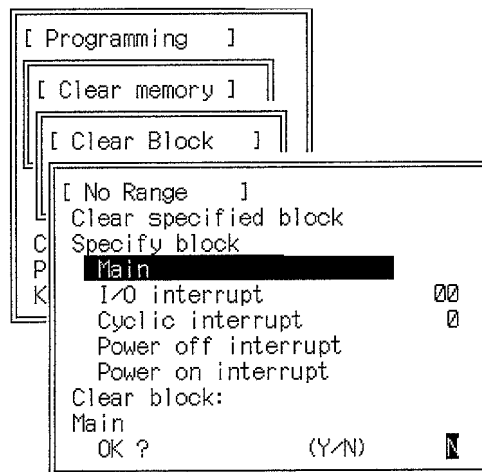 [ Programming ]
[ Clear memory ]
[ Clear Block ]
[ No Range ]
Clear specified block
Specify block
Main
I/O interrupt 00
Cyclic interrupt 0
Power off interrupt
Power on interrupt
Clear block:
Main
OK ? (Y/N) N
C
P
K